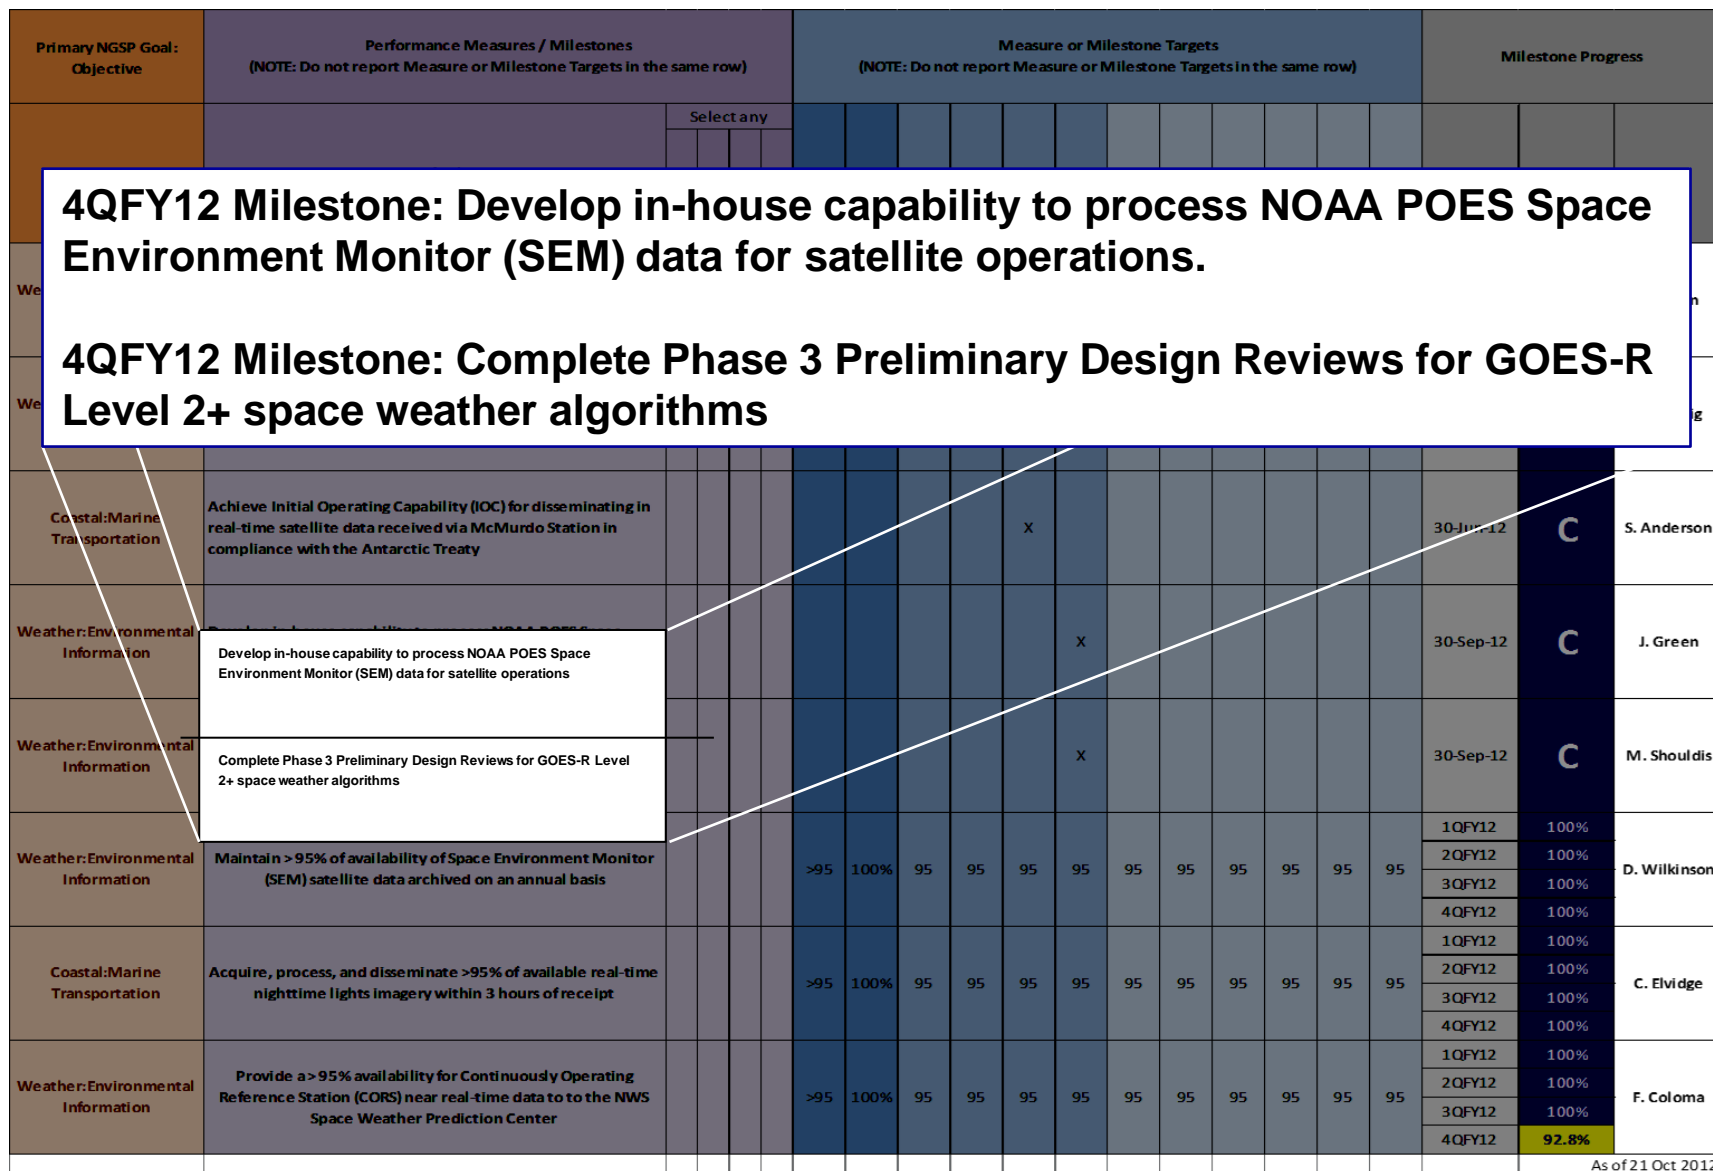 Primary NGSP Goal:
Objective
Performance Measures / Milestones
(NOTE: Do not report Measure or Milestone Targets in the same row)
Measure or Milestone Targets
(NOTE: Do not report Measure or Milestone Targets in the same row)
Milestone Progress
Select any
4QFY12 Milestone: Develop in-house capability to process NOAA POES Space
Environment Monitor (SEM) data for satellite operations.
4QFY12 Milestone: Complete Phase 3 Preliminary Design Reviews for GOES-R
Level 2+ space weather algorithms
Coastal:Marine
Transportation
Achieve Initial Operating Capability (IOC) for disseminating in
real-time satellite data received via McMurdo Station in
compliance with the Antarctic Treaty
X
30-Jun-12
C
S. Anderson
Weather:Environmental
Information
Develop in-house capability to process NOAA POES Space
Environment Monitor (SEM) data for satellite operations
X
30-Sep-12
C
J. Green
Weather:Environmental
Information
Complete Phase 3 Preliminary Design Reviews for GOES-R Level
2+ space weather algorithms
X
30-Sep-12
C
M. Shouldis
Weather:Environmental
Information
Maintain > 95% of availability of Space Environment Monitor
(SEM) satellite data archived on an annual basis
>95 100% 95 95 95 95 95 95 95 95 95 95
1QFY12 100%
2QFY12 100%
3QFY12 100%
4QFY12 100%
D. Wilkinson
Coastal:Marine
Transportation
Acquire, process, and disseminate >95% of available real-time
nighttime lights imagery within 3 hours of receipt
>95 100% 95 95 95 95 95 95 95 95 95 95
1QFY12 100%
2QFY12 100%
3QFY12 100%
4QFY12 100%
C. Elvidge
Weather:Environmental
Information
Provide a > 95% availability for Continuously Operating
Reference Station (CORS) near real-time data to to the NWS
Space Weather Prediction Center
>95 100% 95 95 95 95 95 95 95 95 95 95
1QFY12 100%
2QFY12 100%
3QFY12 100%
4QFY12 92.8%
F. Coloma
As of 21 Oct 2012